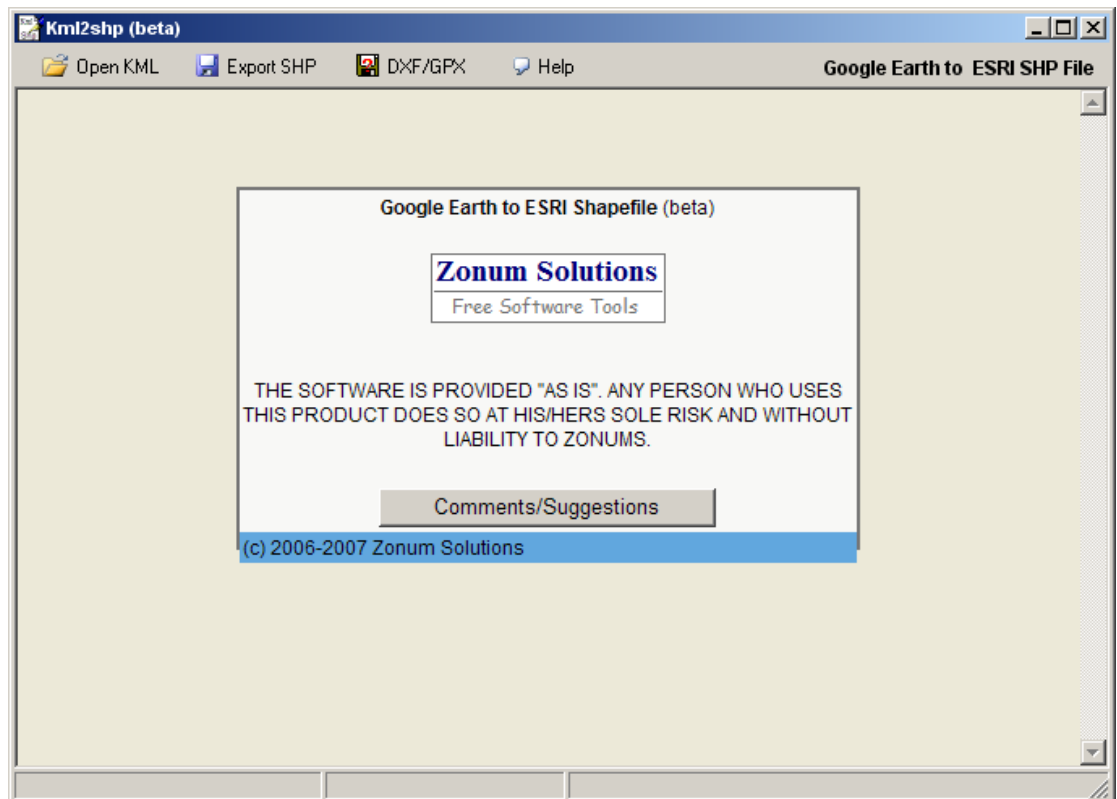 Kml2shp (beta)
Open KML Export SHP DXF/GPX Help Google Earth to ESRI SHP File
Google Earth to ESRI Shapefile (beta)
Zonum Solutions
Free Software Tools
THE SOFTWARE IS PROVIDED "AS IS". ANY PERSON WHO USES
THIS PRODUCT DOES SO AT HIS/HERS SOLE RISK AND WITHOUT
LIABILITY TO ZONUMS.
Comments/Suggestions
(c) 2006-2007 Zonum Solutions